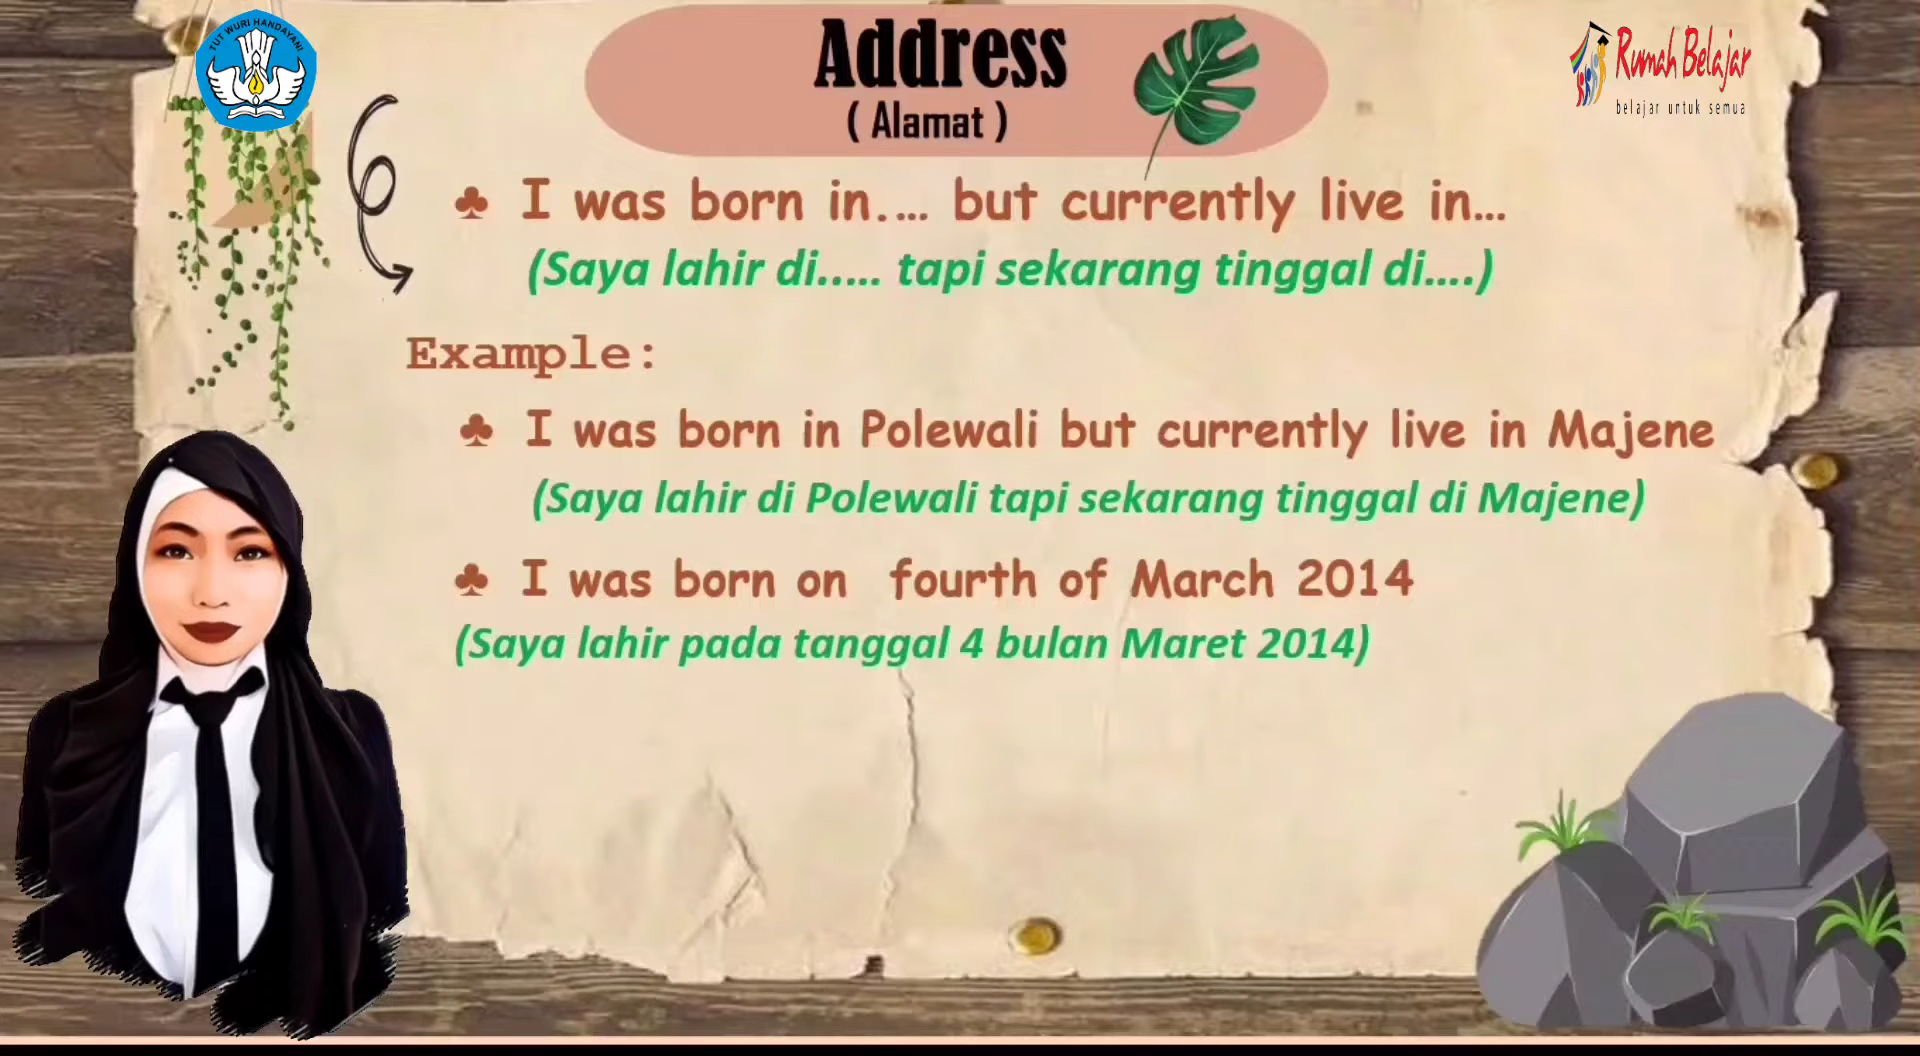 TUT WURI HANDAYANI
Address
( Alamat )
Rumah Belajar
belajar untuk semua
♣ I was born in.... but currently live in...
(Saya lahir di..... tapi sekarang tinggal di....)
Example:
♣ I was born in Polewali but currently live in Majene
(Saya lahir di Polewali tapi sekarang tinggal di Majene)
♣ I was born on fourth of March 2014
(Saya lahir pada tanggal 4 bulan Maret 2014)